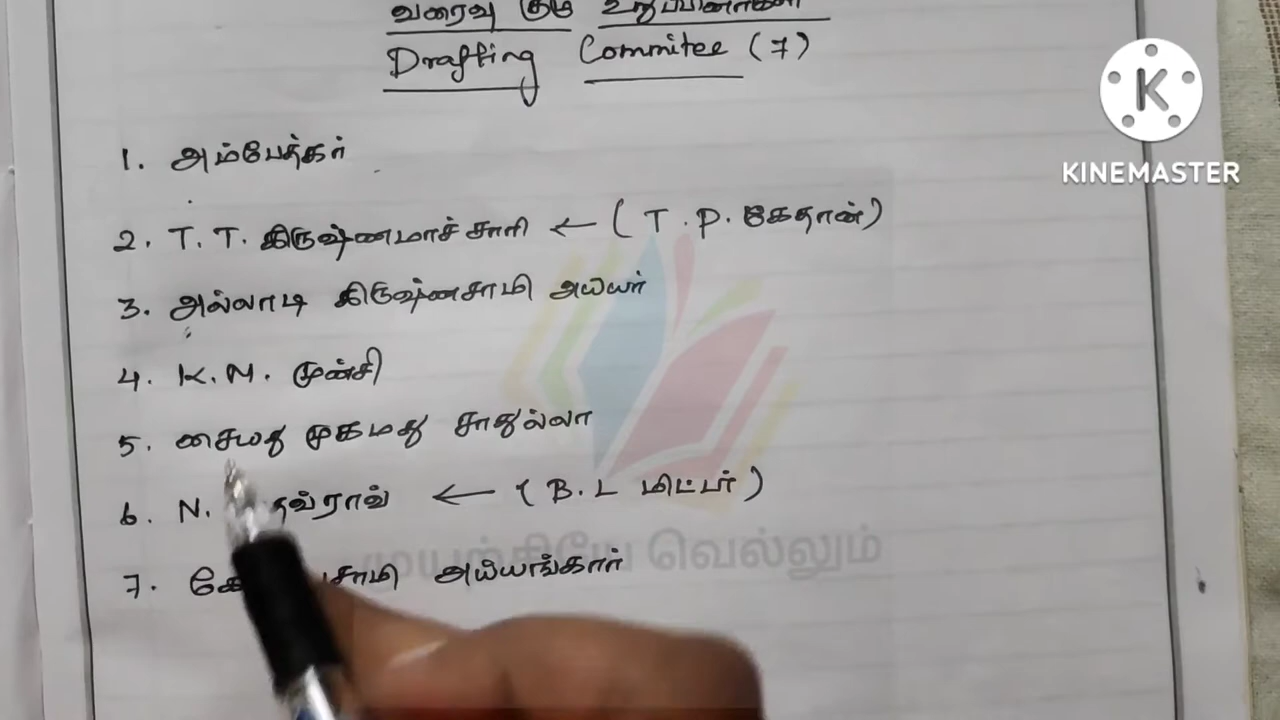 வரைவு குழு உறுப்பினர்கள்
Drafting Commitee (7)
K
KINEMASTER
1. அம்பேத்கர்
2. T. T. கிருஷ்ணமாச்சாரி ← ( T. P. கேதான்)
3. அல்லாடி கிருஷ்ணசாமி அய்யர்
4. K. M. முன்சி
5. சையது முகமது சாதுல்லா
6. N. ← ( B. L மிட்டர் )
முயற்சியே வெல்லும்
7. அய்யங்கார்